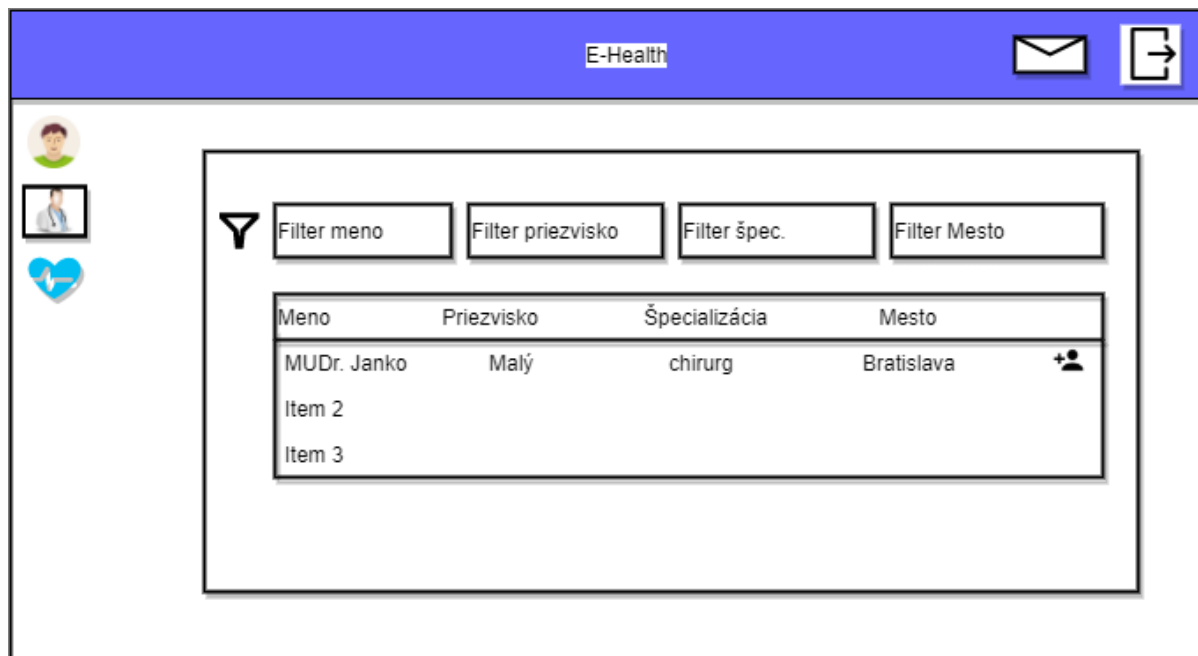 E-Health
Filter meno Filter priezvisko Filter špec. Filter Mesto
Meno Priezvisko Špecializácia Mesto
MUDr. Janko Malý chirurg Bratislava
Item 2
Item 3